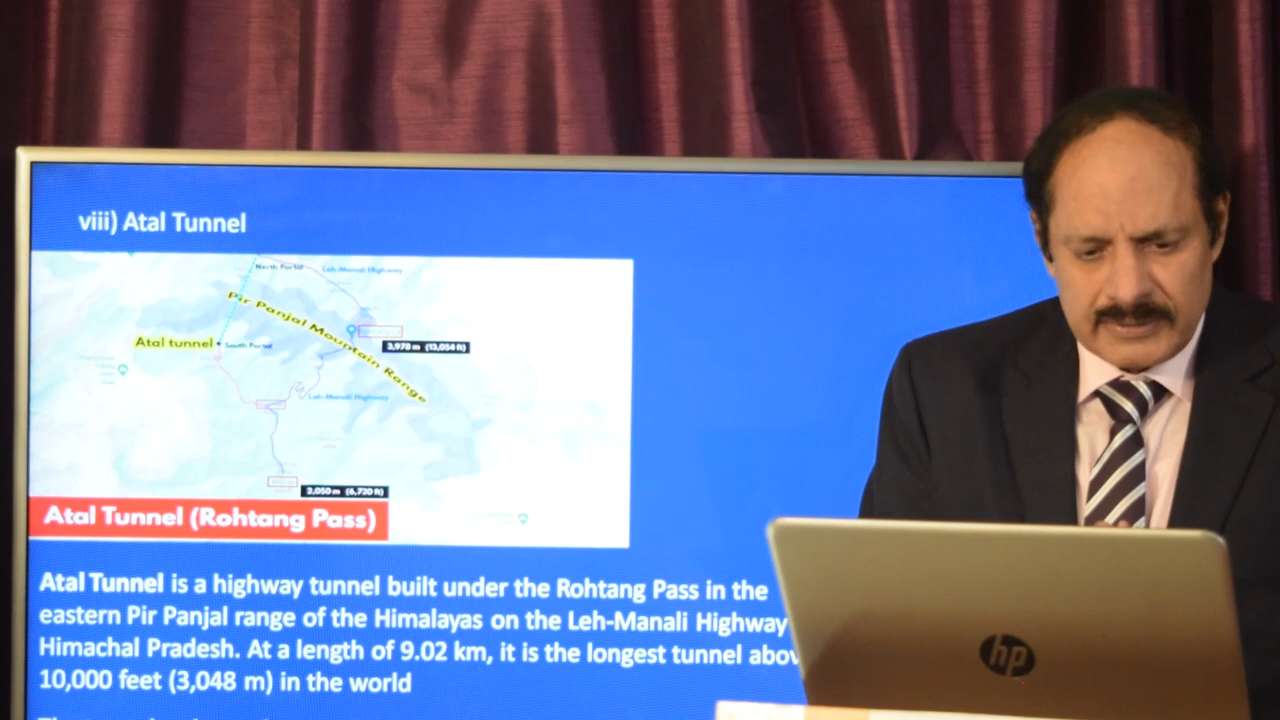 viii) Atal Tunnel
North Portal
Leh-Manali Highway
Pir Panjal Mountain Range
3,978 m (13,054 ft)
Atal tunnel
South Portal
Leh-Manali Highway
2,050 m (6,730 ft)
Atal Tunnel (Rohtang Pass)
Atal Tunnel is a highway tunnel built under the Rohtang Pass in the
eastern Pir Panjal range of the Himalayas on the Leh-Manali Highway
Himachal Pradesh. At a length of 9.02 km, it is the longest tunnel abov
10,000 feet (3,048 m) in the world
hp